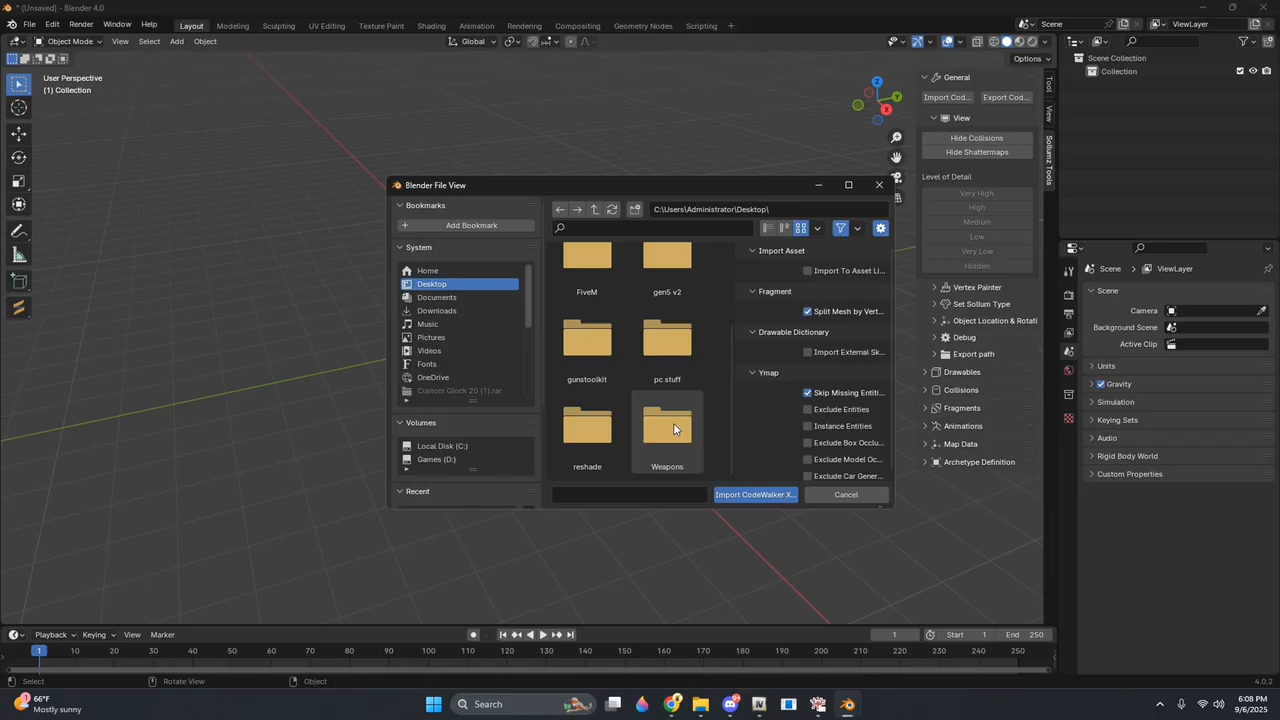 * (Unsaved) - Blender 4.0
File Edit Render Window Help Layout Modeling Sculpting UV Editing Texture Paint Shading Animation Rendering Compositing Geometry Nodes Scripting + Scene ViewLayer
Object Mode View Select Add Object Global
Options
User Perspective
(1) Collection
Z
Y
X
General
Import Cod...
Export Cod...
View
Hide Collisions
Hide Shattermaps
Level of Detail
Very High
High
Medium
Low
Very Low
Hidden
Vertex Painter
Set Sollum Type
Object Location & Rotati
Debug
Export path
Drawables
Collisions
Fragments
Animations
Map Data
Archetype Definition
Tool
View
Sollumz Tools
Scene Collection
Collection
Scene
ViewLayer
Scene
Camera
Background Scene
Active Clip
Units
Gravity
Simulation
Keying Sets
Audio
Rigid Body World
Custom Properties
Blender File View
Bookmarks
Add Bookmark
System
Home
Desktop
Documents
Downloads
Music
Pictures
Videos
Fonts
OneDrive
Custom Glock 20 (1).rar
Volumes
Local Disk (C:)
Games (D:)
Recent
C:\Users\Administrator\Desktop\
FiveM
gen5 v2
gunstoolkit
pc stuff
reshade
Weapons
Import Asset
Import To Asset Li...
Fragment
Split Mesh by Vert...
Drawable Dictionary
Import External Sk...
Ymap
Skip Missing Entiti...
Exclude Entities
Instance Entities
Exclude Box Occlu...
Exclude Model Oc...
Exclude Car Gener...
Import CodeWalker X...
Cancel
Playback Keying View Marker
1 Start 1 End 250
1 10 20 30 40 50 60 70 80 90 100 110 120 130 140 150 160 170 180 190 200 210 220 230 240 250
Select Rotate View Object 4.0.2
66°F
Mostly sunny
Search
6:08 PM
9/6/2025